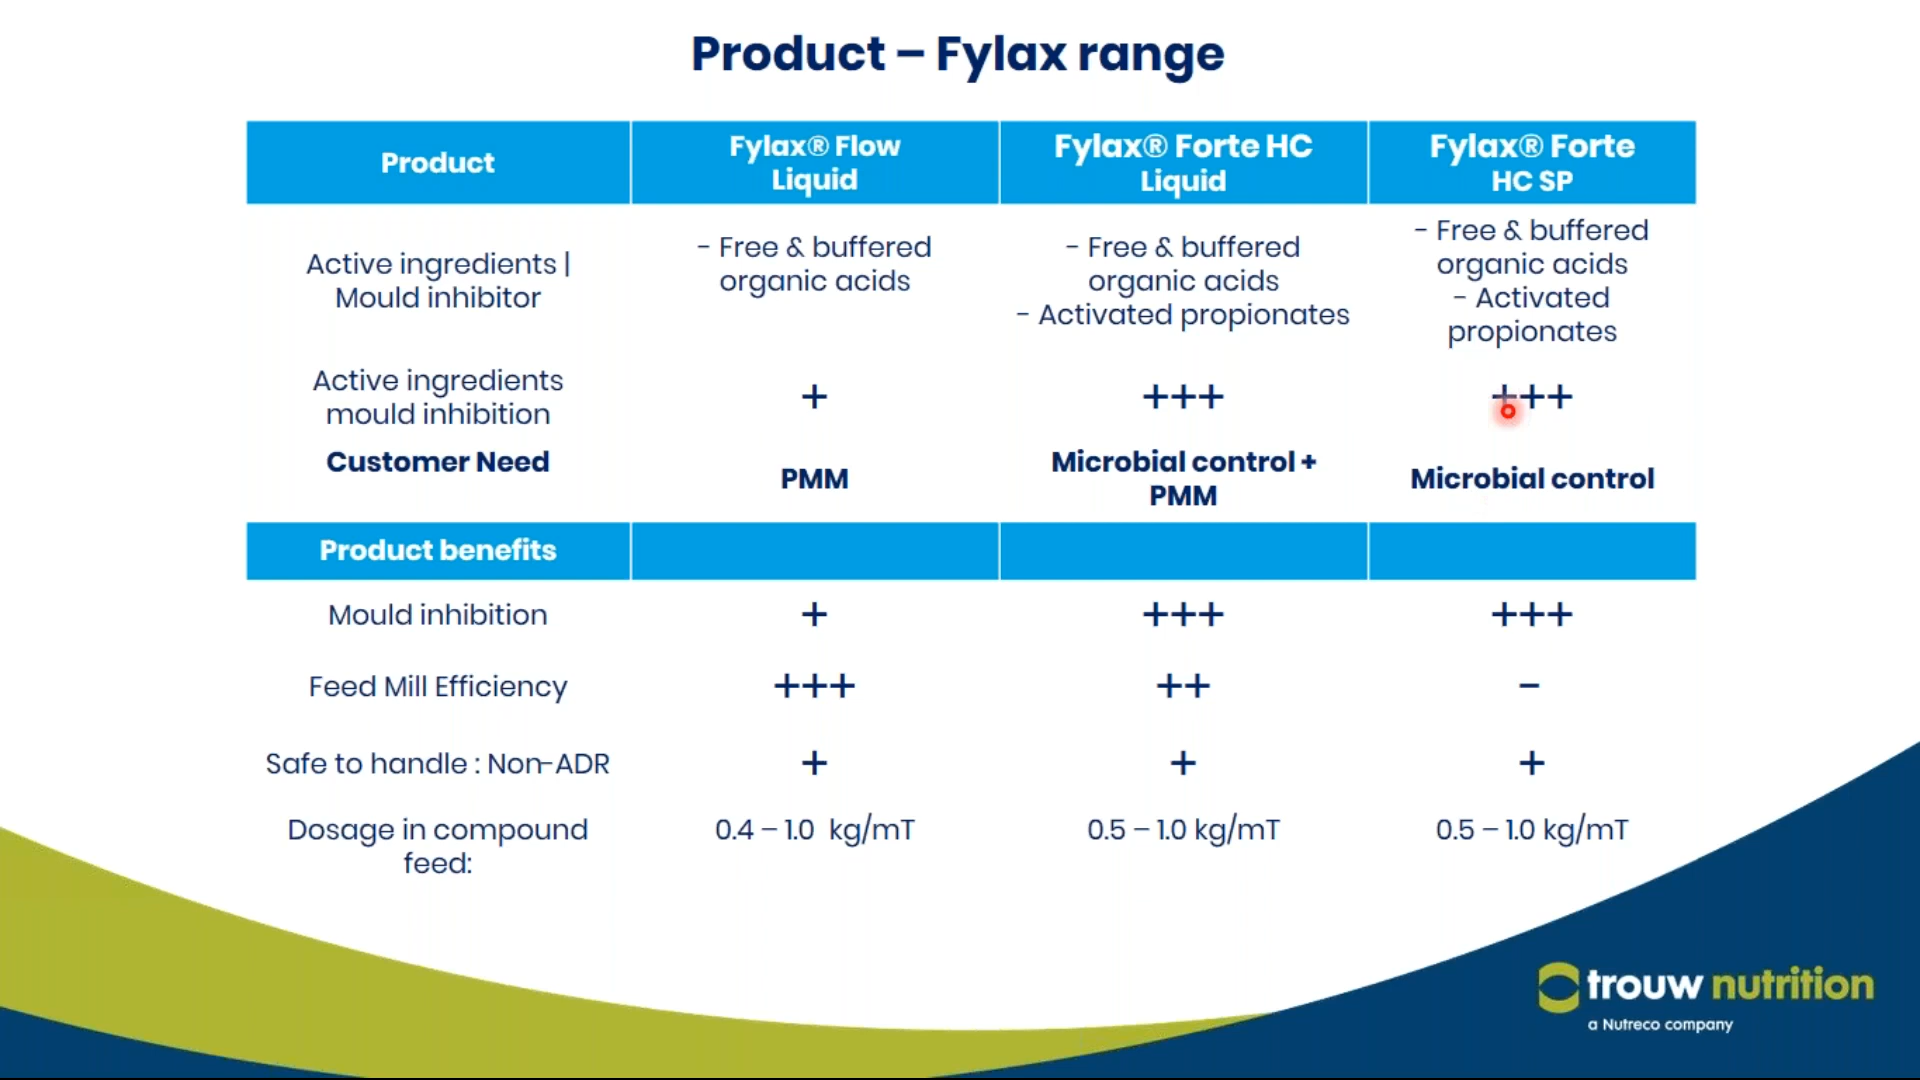 Product – Fylax range
Product
Fylax® Flow
Liquid
Fylax® Forte HC
Liquid
Fylax® Forte
HC SP
Active ingredients |
Mould inhibitor
- Free & buffered
organic acids
- Free & buffered
organic acids
- Activated propionates
- Free & buffered
organic acids
- Activated
propionates
Active ingredients
mould inhibition
+
+++
+++
Customer Need
PMM
Microbial control +
PMM
Microbial control
Product benefits
Mould inhibition
+
+++
+++
Feed Mill Efficiency
+++
++
–
Safe to handle : Non-ADR
+
+
+
Dosage in compound
feed:
0.4 – 1.0 kg/mT
0.5 – 1.0 kg/mT
0.5 – 1.0 kg/mT
trouw nutrition
a Nutreco company